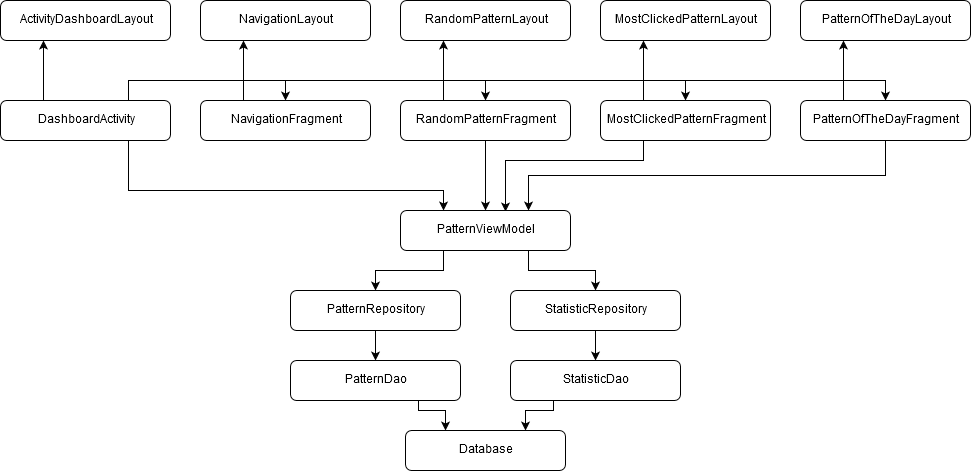 ActivityDashboardLayout
NavigationLayout
RandomPatternLayout
MostClickedPatternLayout
PatternOfTheDayLayout
DashboardActivity
NavigationFragment
RandomPatternFragment
MostClickedPatternFragment
PatternOfTheDayFragment
PatternViewModel
PatternRepository
StatisticRepository
PatternDao
StatisticDao
Database